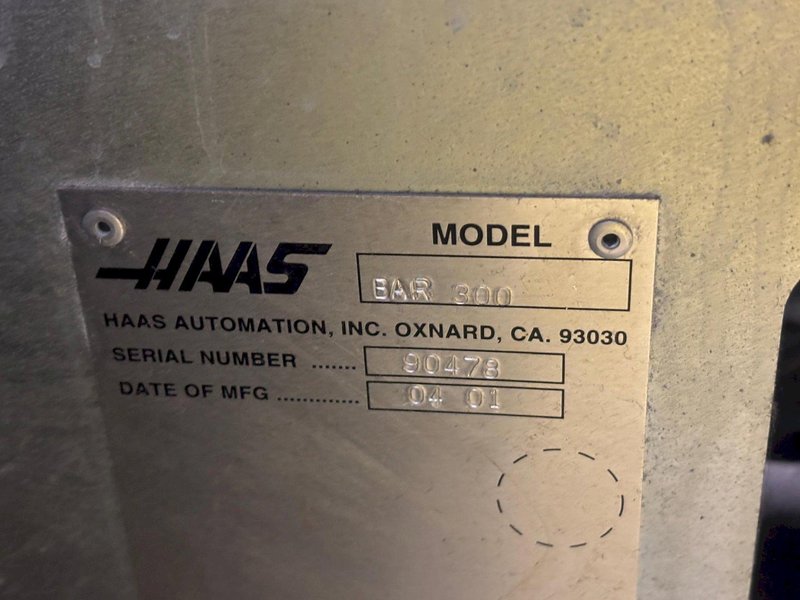 MODEL
HAAS
BAR 300
HAAS AUTOMATION, INC. OXNARD, CA. 93030
SERIAL NUMBER ....... 90478
DATE OF MFG ............. 04 01